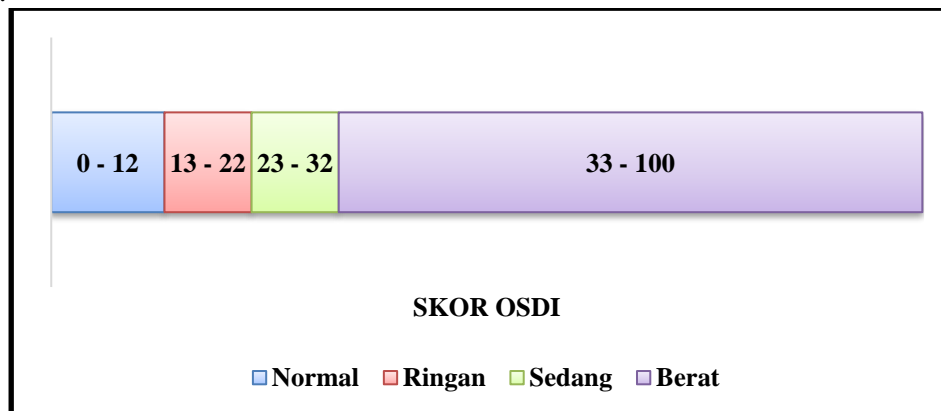 0 - 12 13 - 22 23 - 32 33 - 100
SKOR OSDI
Normal Ringan Sedang Berat